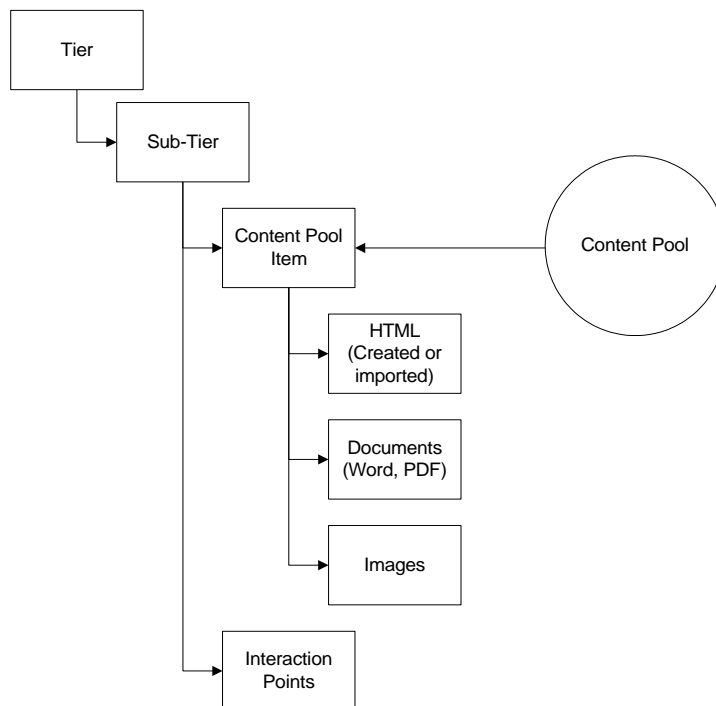 Tier
Sub-Tier
Content Pool
Item
Content Pool
HTML
(Created or
imported)
Documents
(Word, PDF)
Images
Interaction
Points